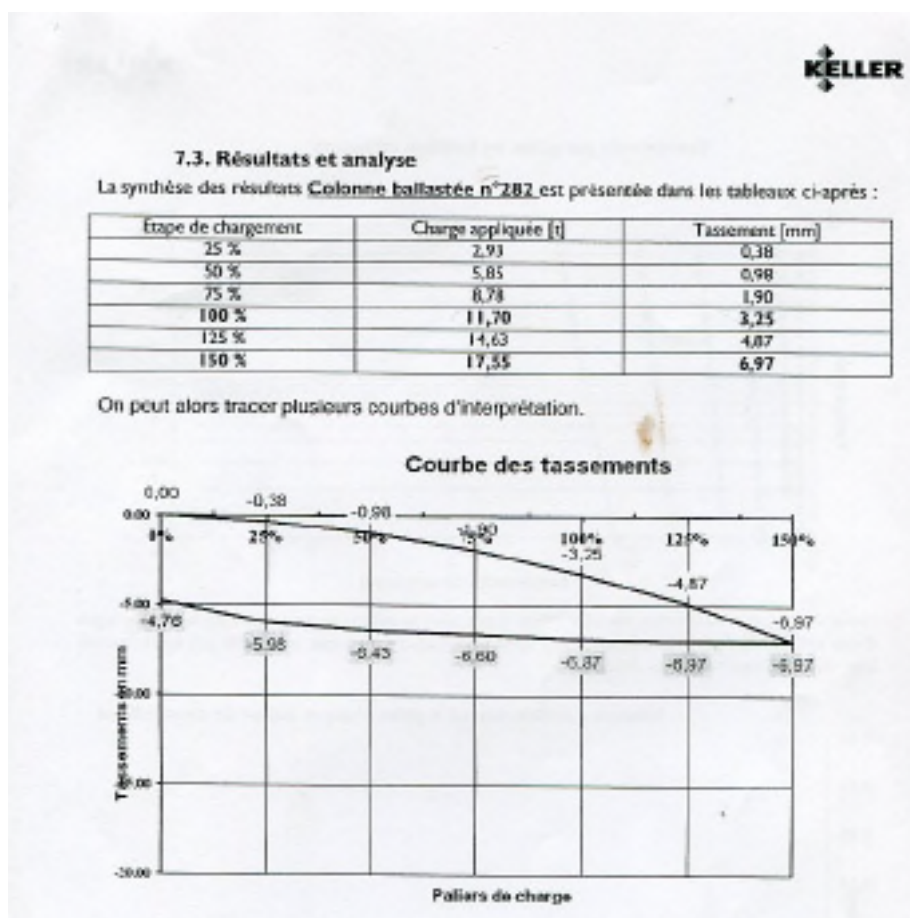 KELLER
7.3. Résultats et analyse
La synthèse des résultats Colonne ballastée n°282 est présentée dans les tableaux ci-après :
Etape de chargement Charge appliquée [t] Tassement [mm]
25 % 2,93 0,38
50 % 5,85 0,98
75 % 8,78 1,90
100 % 11,70 3,25
125 % 14,63 4,87
150 % 17,55 6,97
On peut alors tracer plusieurs courbes d'interprétation.
Courbe des tassements
0,00 -0,38 -0,98 -1,90 -3,25 -4,87 -6,97
0.00
0% 25% 50% 75% 100% 125% 150%
-5.00
-4,76 -5,98 -6,43 -6,60 -6,87 -6,97 -6,97
Tassements en mm
-20.00
Paliers de charge